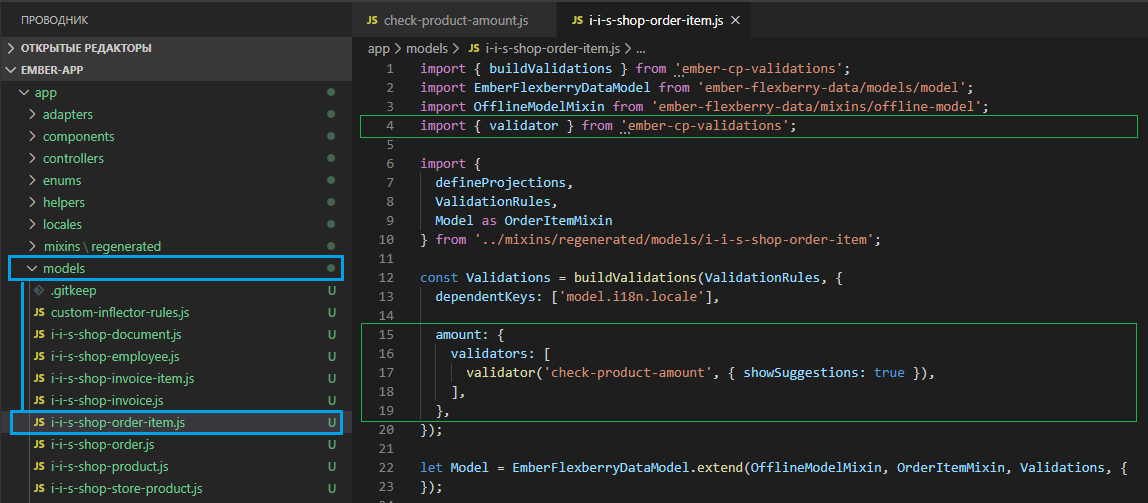 ПРОВОДНИК
ОТКРЫТЫЕ РЕДАКТОРЫ
EMBER-APP
app
adapters
components
controllers
enums
helpers
locales
mixins \ regenerated
models
.gitkeep U
JS custom-inflector-rules.js U
JS i-i-s-shop-document.js U
JS i-i-s-shop-employee.js U
JS i-i-s-shop-invoice-item.js U
JS i-i-s-shop-invoice.js U
JS i-i-s-shop-order-item.js U
JS i-i-s-shop-order.js U
JS i-i-s-shop-product.js U
JS i-i-s-shop-store-product.js U
JS check-product-amount.js
JS i-i-s-shop-order-item.js ×
app > models > JS i-i-s-shop-order-item.js > ...
1 import { buildValidations } from 'ember-cp-validations';
2 import EmberFlexberryDataModel from 'ember-flexberry-data/models/model';
3 import OfflineModelMixin from 'ember-flexberry-data/mixins/offline-model';
4 import { validator } from 'ember-cp-validations';
5
6 import {
7 defineProjections,
8 ValidationRules,
9 Model as OrderItemMixin
10 } from '../mixins/regenerated/models/i-i-s-shop-order-item';
11
12 const Validations = buildValidations(ValidationRules, {
13 dependentKeys: ['model.i18n.locale'],
14
15 amount: {
16 validators: [
17 validator('check-product-amount', { showSuggestions: true }),
18 ],
19 },
20 });
21
22 let Model = EmberFlexberryDataModel.extend(OfflineModelMixin, OrderItemMixin, Validations, {
23 });